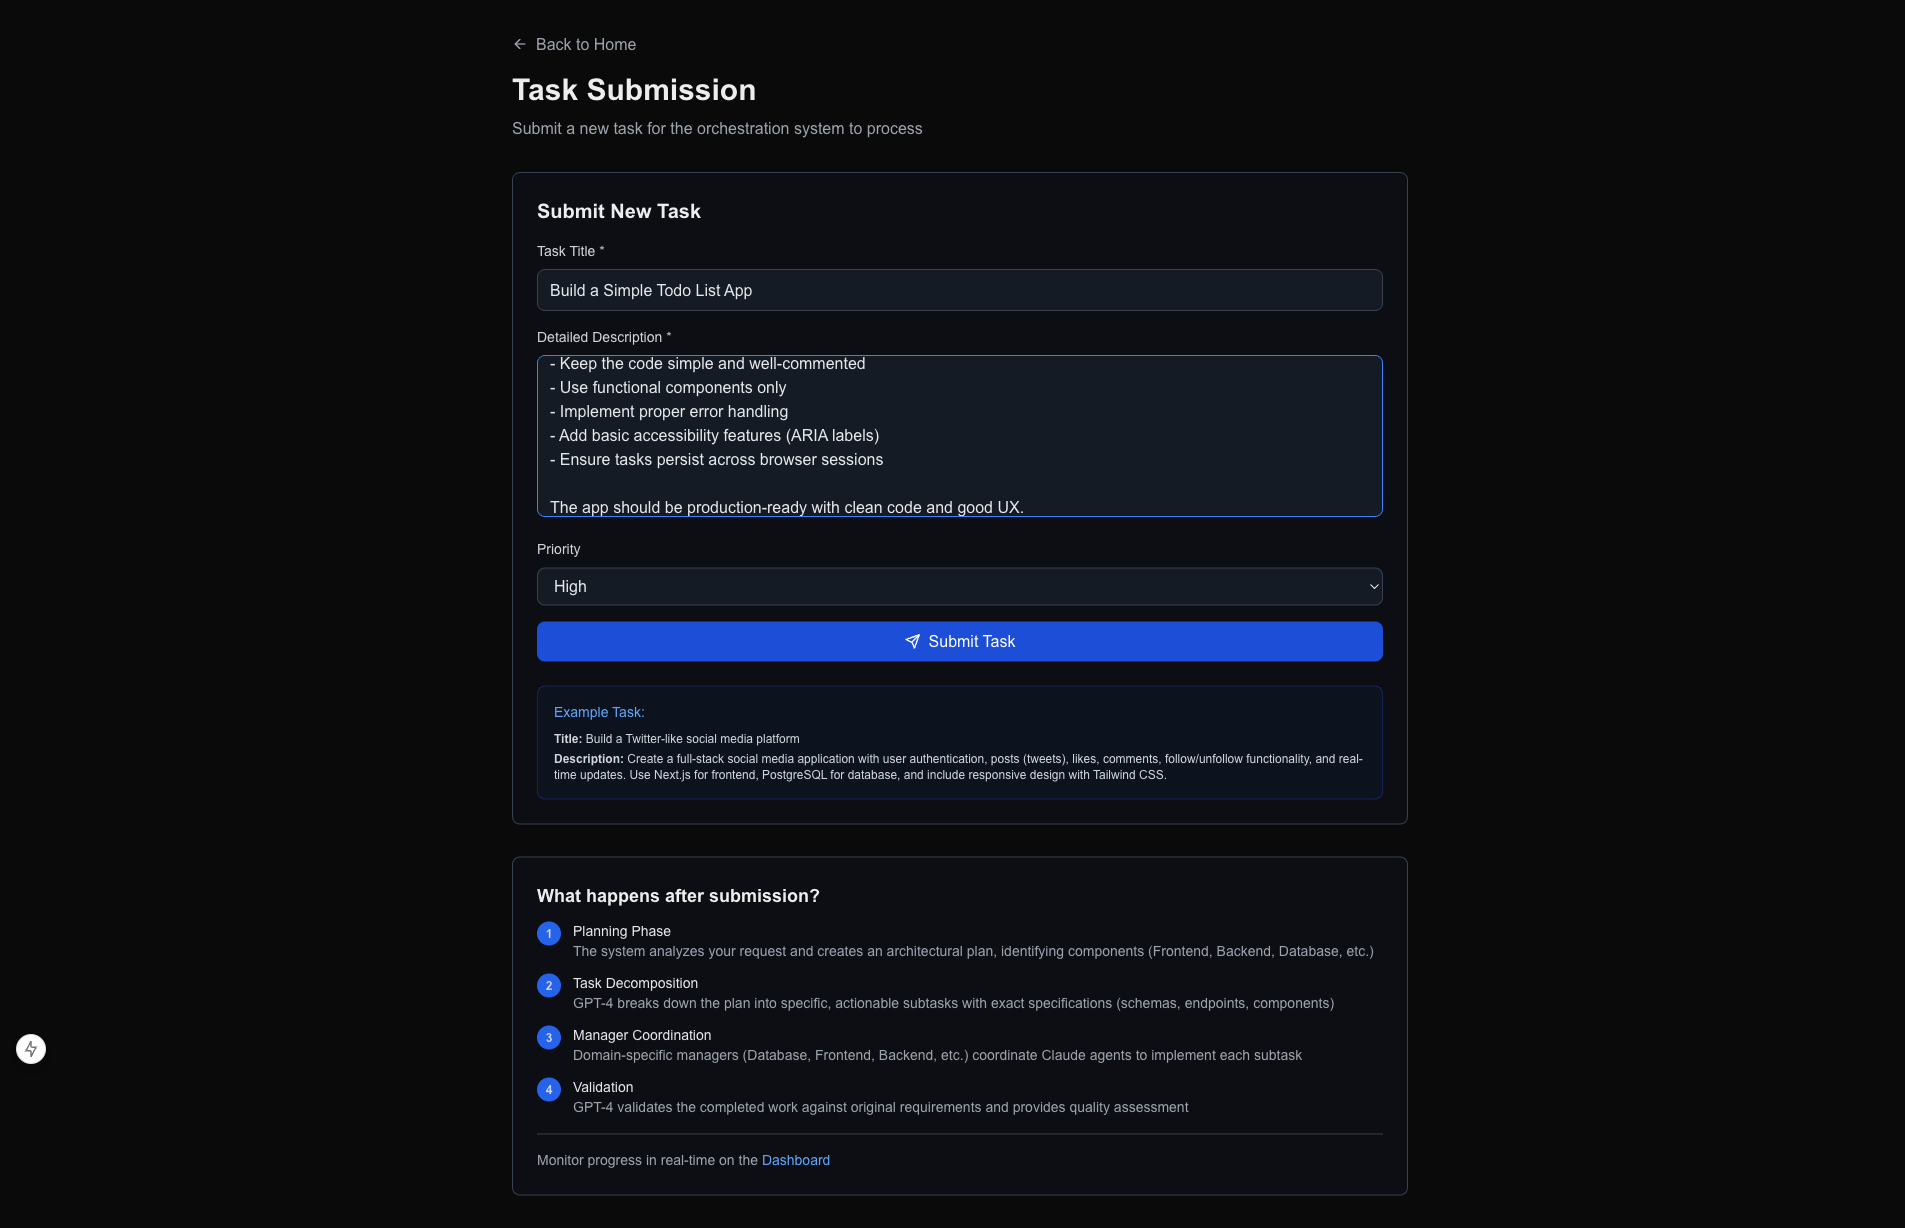 Back to Home
Task Submission
Submit a new task for the orchestration system to process
Submit New Task
Task Title *
Build a Simple Todo List App
Detailed Description *
- Keep the code simple and well-commented
- Use functional components only
- Implement proper error handling
- Add basic accessibility features (ARIA labels)
- Ensure tasks persist across browser sessions
The app should be production-ready with clean code and good UX.
Priority
High
Submit Task
Example Task:
Title: Build a Twitter-like social media platform
Description: Create a full-stack social media application with user authentication, posts (tweets), likes, comments, follow/unfollow functionality, and real-
time updates. Use Next.js for frontend, PostgreSQL for database, and include responsive design with Tailwind CSS.
What happens after submission?
1 Planning Phase
The system analyzes your request and creates an architectural plan, identifying components (Frontend, Backend, Database, etc.)
2 Task Decomposition
GPT-4 breaks down the plan into specific, actionable subtasks with exact specifications (schemas, endpoints, components)
3 Manager Coordination
Domain-specific managers (Database, Frontend, Backend, etc.) coordinate Claude agents to implement each subtask
4 Validation
GPT-4 validates the completed work against original requirements and provides quality assessment
Monitor progress in real-time on the Dashboard